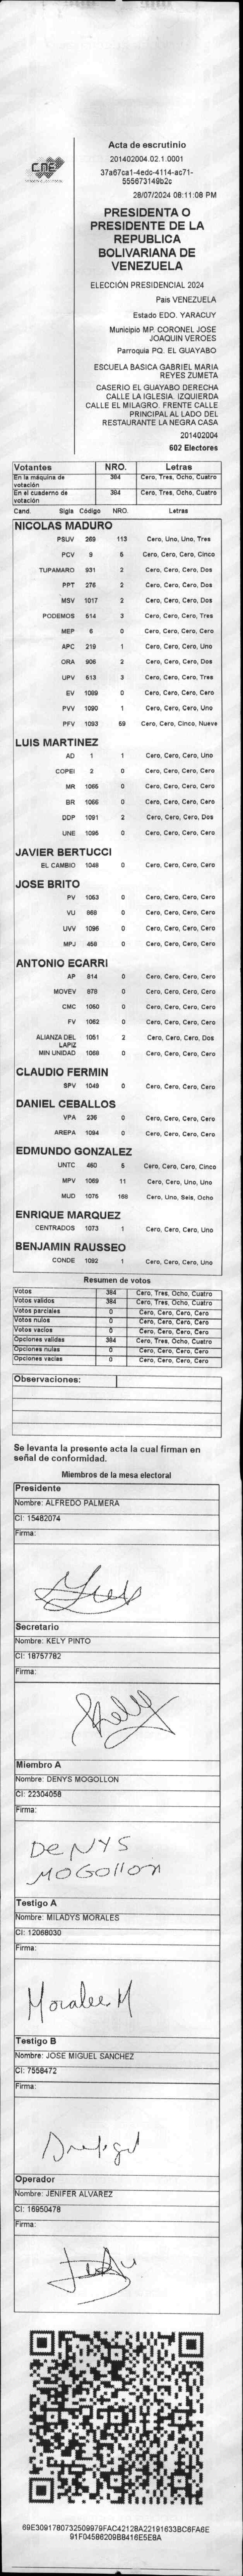 CNE
Acta de escrutinio
201402004.02.1.0001
37a67ca1-4edc-4114-ac71-
555673149b2c
28/07/2024 08:11:08 PM
PRESIDENTA O
PRESIDENTE DE LA
REPUBLICA
BOLIVARIANA DE
VENEZUELA
ELECCIÓN PRESIDENCIAL 2024
Pais VENEZUELA
Estado EDO. YARACUY
Municipio MP. CORONEL JOSE
JOAQUIN VEROES
Parroquia PQ. EL GUAYABO
ESCUELA BASICA GABRIEL MARIA
REYES ZUMETA
CASERIO EL GUAYABO DERECHA
CALLE LA IGLESIA. IZQUIERDA
CALLE EL MILAGRO. FRENTE CALLE
PRINCIPAL AL LADO DEL
RESTAURANTE LA NEGRA CASA
201402004
602 Electores
Votantes NRO. Letras
En la máquina de votación 384 Cero, Tres, Ocho, Cuatro
En el cuaderno de votación 384 Cero, Tres, Ocho, Cuatro
Cand. Sigla Código NRO. Letras
NICOLAS MADURO
PSUV 269 113 Cero, Uno, Uno, Tres
PCV 9 5 Cero, Cero, Cero, Cinco
TUPAMARO 931 2 Cero, Cero, Cero, Dos
PPT 276 2 Cero, Cero, Cero, Dos
MSV 1017 2 Cero, Cero, Cero, Dos
PODEMOS 514 3 Cero, Cero, Cero, Tres
MEP 6 0 Cero, Cero, Cero, Cero
APC 219 1 Cero, Cero, Cero, Uno
ORA 906 2 Cero, Cero, Cero, Dos
UPV 513 3 Cero, Cero, Cero, Tres
EV 1089 0 Cero, Cero, Cero, Cero
PVV 1090 1 Cero, Cero, Cero, Uno
PFV 1093 59 Cero, Cero, Cinco, Nueve
LUIS MARTINEZ
AD 1 1 Cero, Cero, Cero, Uno
COPEI 2 0 Cero, Cero, Cero, Cero
MR 1065 0 Cero, Cero, Cero, Cero
BR 1066 0 Cero, Cero, Cero, Cero
DDP 1091 2 Cero, Cero, Cero, Dos
UNE 1095 0 Cero, Cero, Cero, Cero
JAVIER BERTUCCI
EL CAMBIO 1048 0 Cero, Cero, Cero, Cero
JOSE BRITO
PV 1063 0 Cero, Cero, Cero, Cero
VU 868 0 Cero, Cero, Cero, Cero
UVV 1096 0 Cero, Cero, Cero, Cero
MPJ 458 0 Cero, Cero, Cero, Cero
ANTONIO ECARRI
AP 814 0 Cero, Cero, Cero, Cero
MOVEV 878 0 Cero, Cero, Cero, Cero
CMC 1050 0 Cero, Cero, Cero, Cero
FV 1062 0 Cero, Cero, Cero, Cero
ALIANZA DEL LAPIZ 1051 2 Cero, Cero, Cero, Dos
MIN UNIDAD 1068 0 Cero, Cero, Cero, Cero
CLAUDIO FERMIN
SPV 1049 0 Cero, Cero, Cero, Cero
DANIEL CEBALLOS
VPA 236 0 Cero, Cero, Cero, Cero
AREPA 1084 0 Cero, Cero, Cero, Cero
EDMUNDO GONZALEZ
UNTC 460 5 Cero, Cero, Cero, Cinco
MPV 1069 11 Cero, Cero, Uno, Uno
MUD 1075 168 Cero, Uno, Seis, Ocho
ENRIQUE MARQUEZ
CENTRADOS 1073 1 Cero, Cero, Cero, Uno
BENJAMIN RAUSSEO
CONDE 1092 1 Cero, Cero, Cero, Uno
Resumen de votos
Votos 384 Cero, Tres, Ocho, Cuatro
Votos validos 384 Cero, Tres, Ocho, Cuatro
Votos parciales 0 Cero, Cero, Cero, Cero
Votos nulos 0 Cero, Cero, Cero, Cero
Votos vacios 0 Cero, Cero, Cero, Cero
Opciones validas 384 Cero, Tres, Ocho, Cuatro
Opciones nulas 0 Cero, Cero, Cero, Cero
Opciones vacias 0 Cero, Cero, Cero, Cero
Observaciones:
Se levanta la presente acta la cual firman en
señal de conformidad.
Miembros de la mesa electoral
Presidente
Nombre: ALFREDO PALMERA
CI: 15482074
Firma:
Secretario
Nombre: KELY PINTO
CI: 18757782
Firma:
Kelly
Miembro A
Nombre: DENYS MOGOLLON
CI: 22304058
Firma:
DENYS
MOGOllON
Testigo A
Nombre: MILADYS MORALES
CI: 12068030
Firma:
Morales M
Testigo B
Nombre: JOSE MIGUEL SANCHEZ
CI: 7558472
Firma:
Operador
Nombre: JENIFER ALVAREZ
CI: 16950478
Firma:
69E3091780732509979FAC42128A22191633BC6FA6E
91F04586209B8416E5E8A